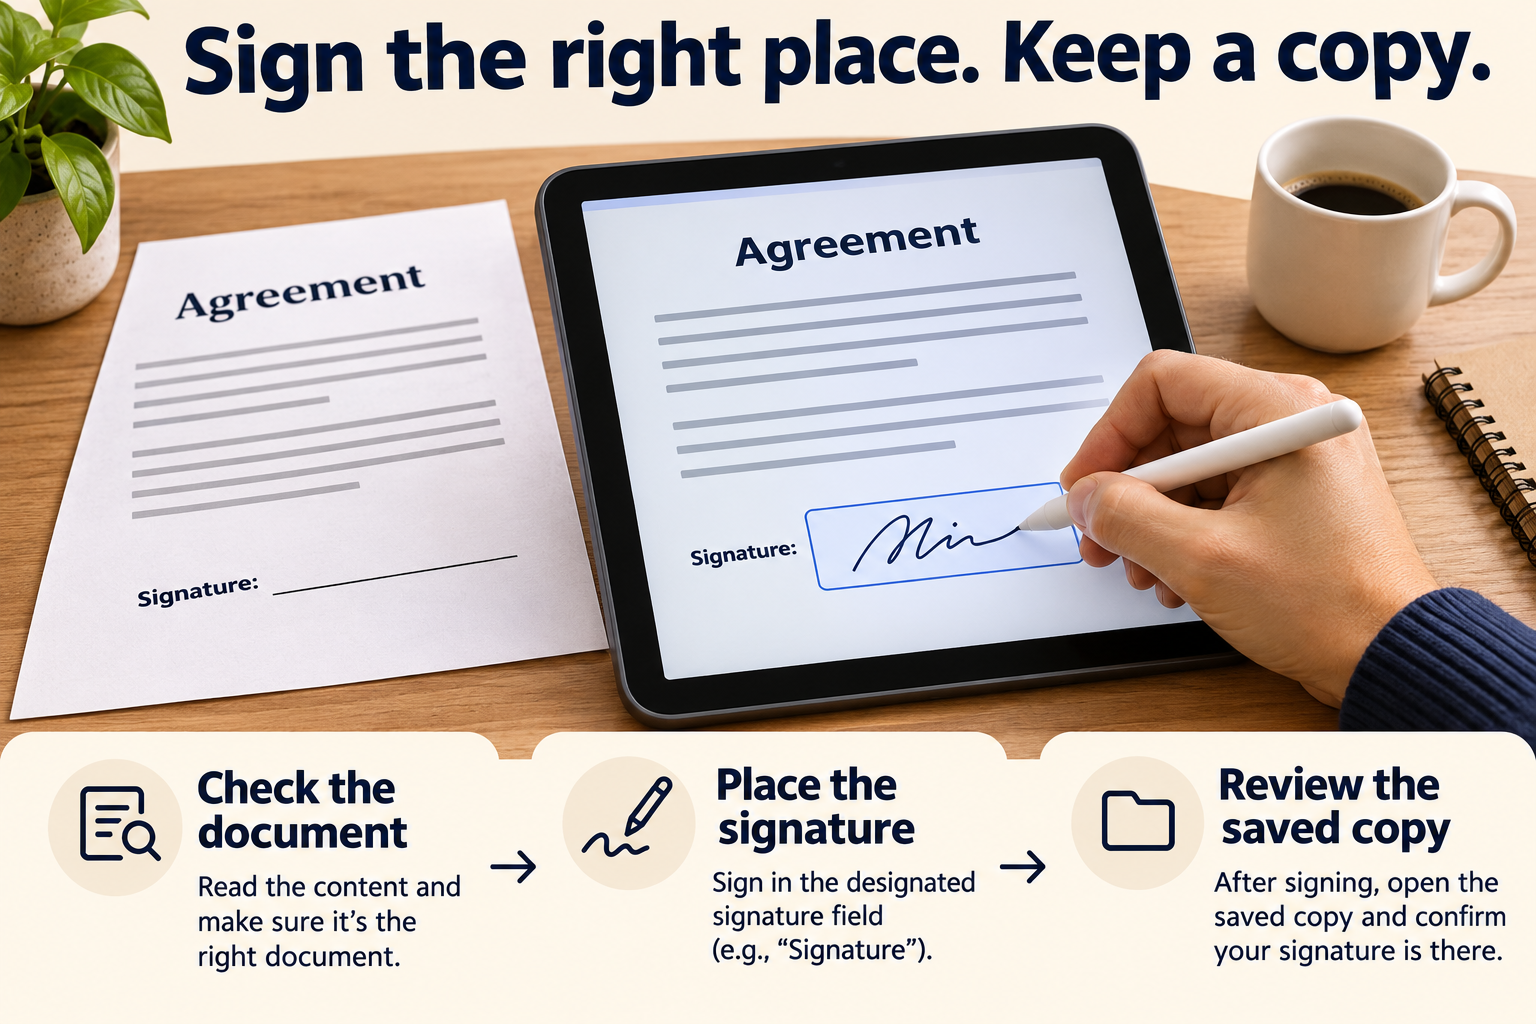 Sign the right place. Keep a copy.
Agreement
Signature:
Agreement
Signature:
Check the
document
Read the content and
make sure it’s the
right document.
Place the
signature
Sign in the designated
signature field
(e.g., “Signature”).
Review the
saved copy
After signing, open the
saved copy and confirm
your signature is there.